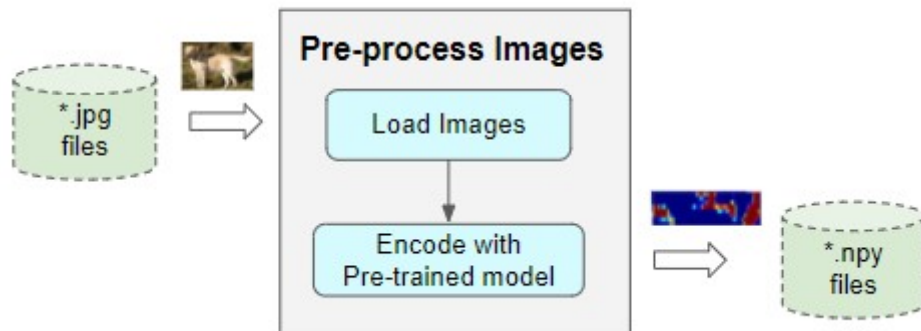 Pre-process Images
*.jpg
files
Load Images
Encode with
Pre-trained model
*.npy
files